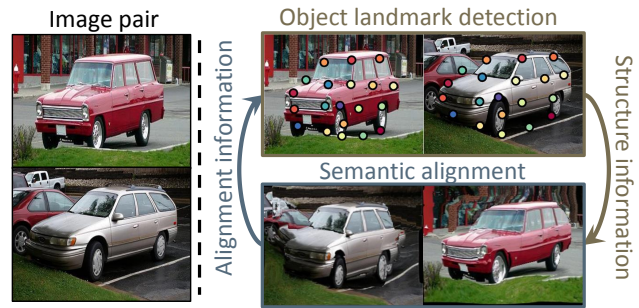 Image pair
Object landmark detection
Alignment information
Structure information
Semantic alignment